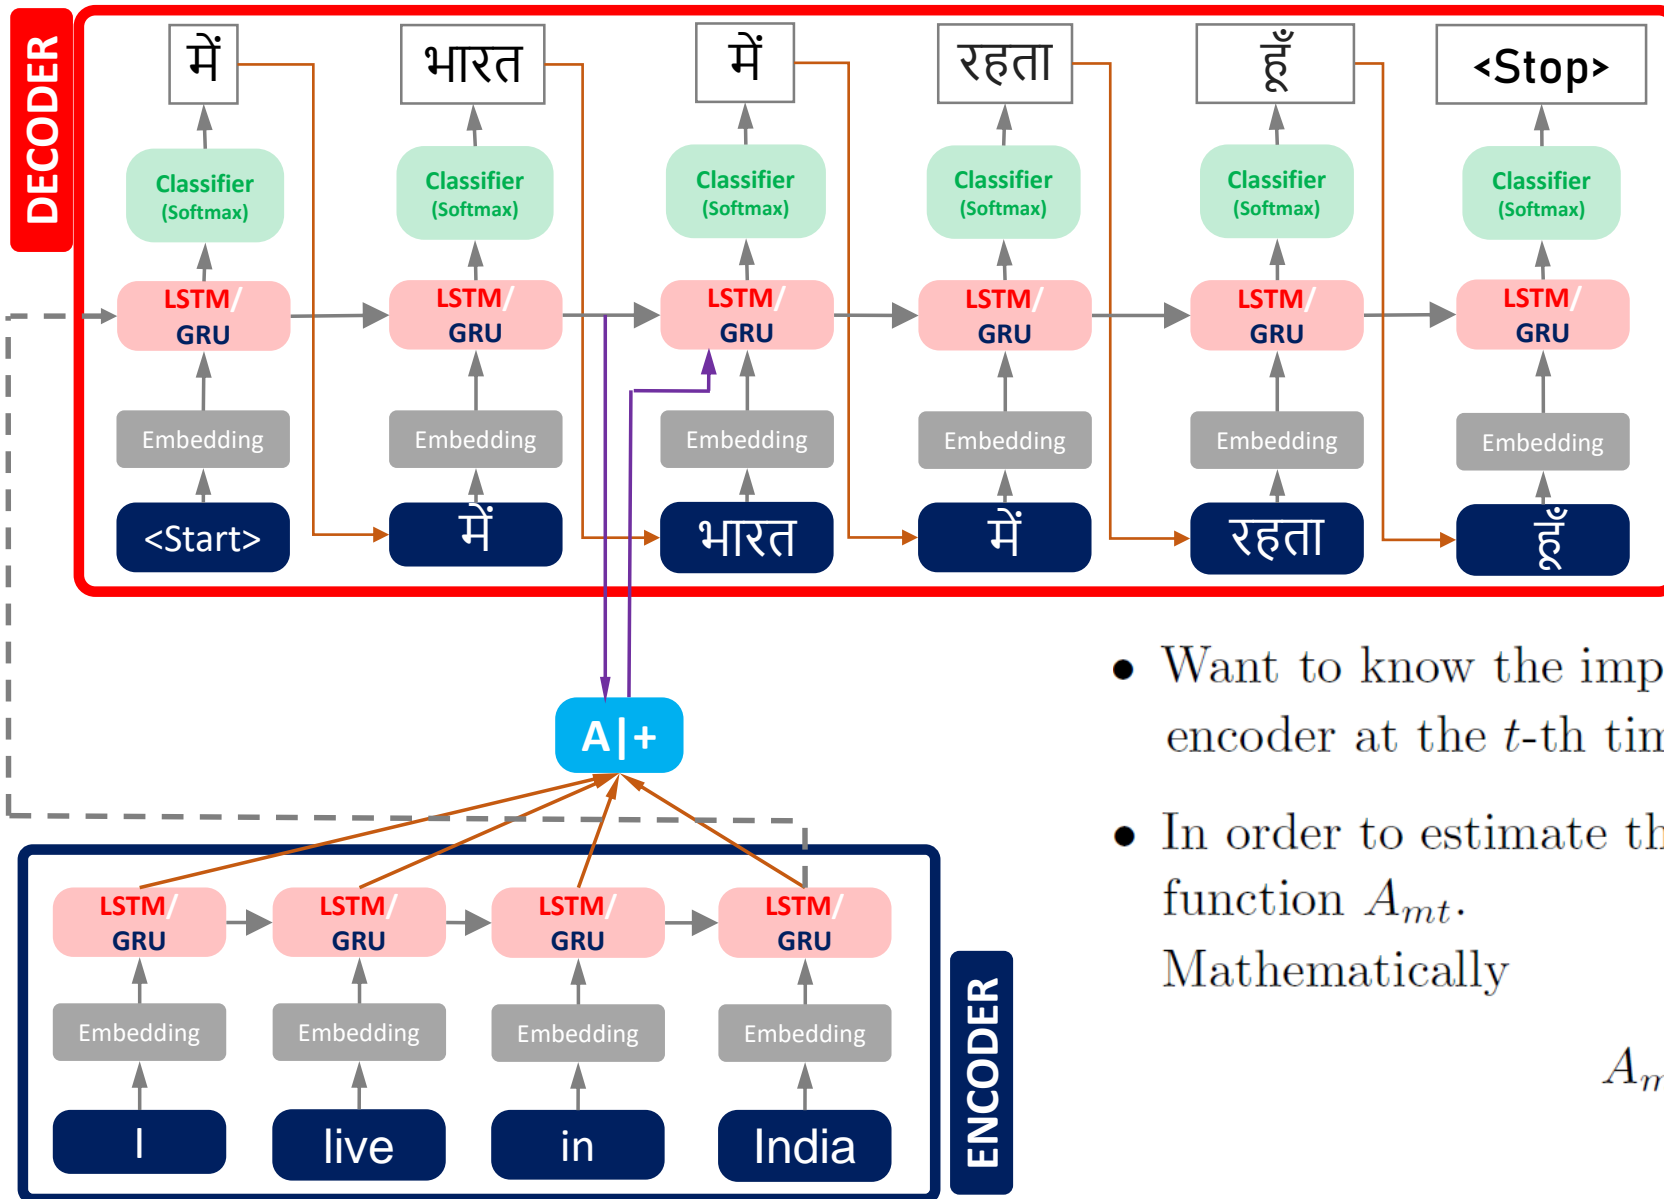 DECODER
में भारत में रहता हूँ <Stop>
Classifier Classifier Classifier Classifier Classifier Classifier
(Softmax) (Softmax) (Softmax) (Softmax) (Softmax) (Softmax)
LSTM/ LSTM/ LSTM/ LSTM/ LSTM/ LSTM/
GRU GRU GRU GRU GRU GRU
Embedding Embedding Embedding Embedding Embedding Embedding
<Start> में भारत में रहता हूँ
A|+
LSTM/ LSTM/ LSTM/ LSTM/
GRU GRU GRU GRU
Embedding Embedding Embedding Embedding
I live in India
ENCODER
• Want to know the imp
encoder at the t-th tim
• In order to estimate th
function A_{mt}.
Mathematically
A_m